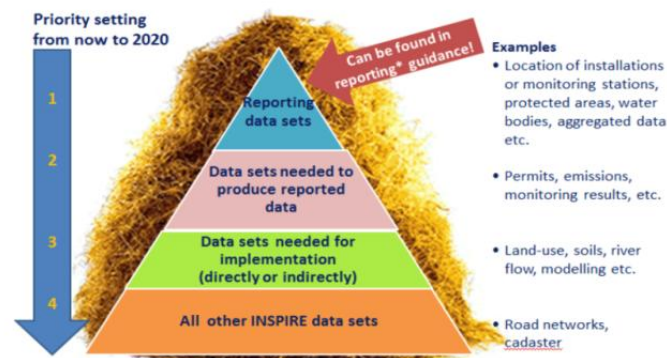 Priority setting
from now to 2020
1
2
3
4
Can be found in
reporting* guidance!
Reporting
data sets
Data sets needed to
produce reported
data
Data sets needed for
implementation
(directly or indirectly)
All other INSPIRE data sets
Examples
• Location of installations
or monitoring stations,
protected areas, water
bodies, aggregated data
etc.
• Permits, emissions,
monitoring results, etc.
• Land-use, soils, river
flow, modelling etc.
• Road networks,
cadaster